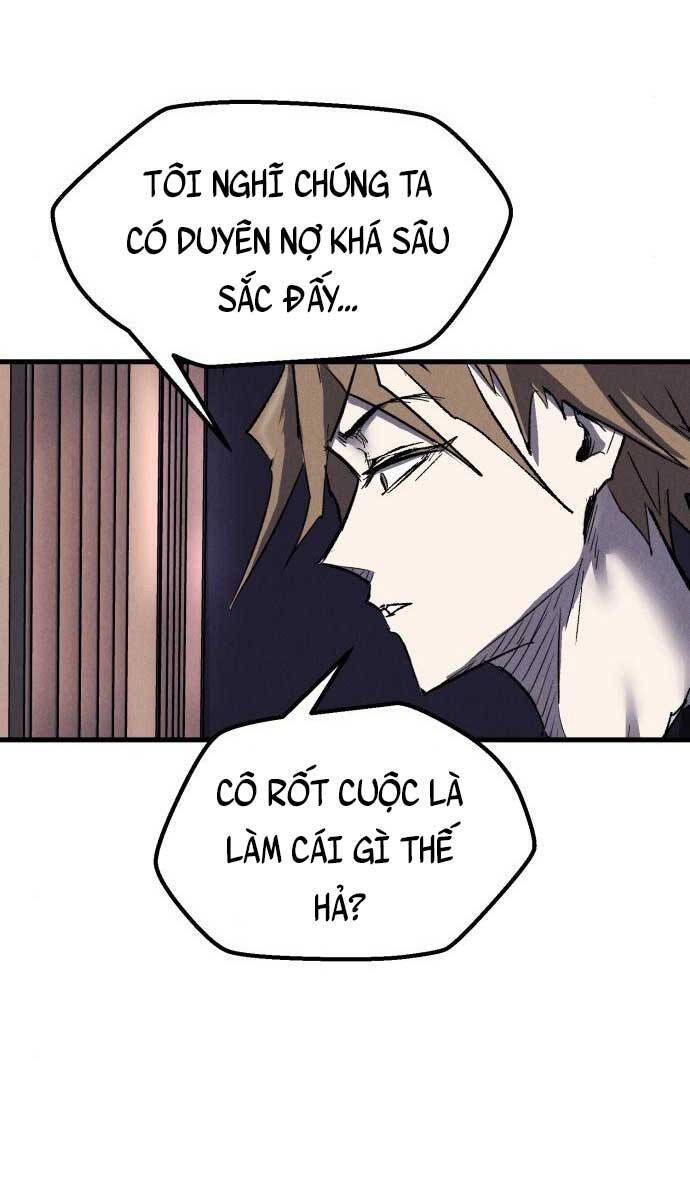 TÔI NGHĨ CHÚNG TA
CÓ DUYÊN NỢ KHÁ SÂU
SẮC ĐẤY...
CÔ RỐT CUỘC LÀ
LÀM CÁI GÌ THẾ
HẢ?